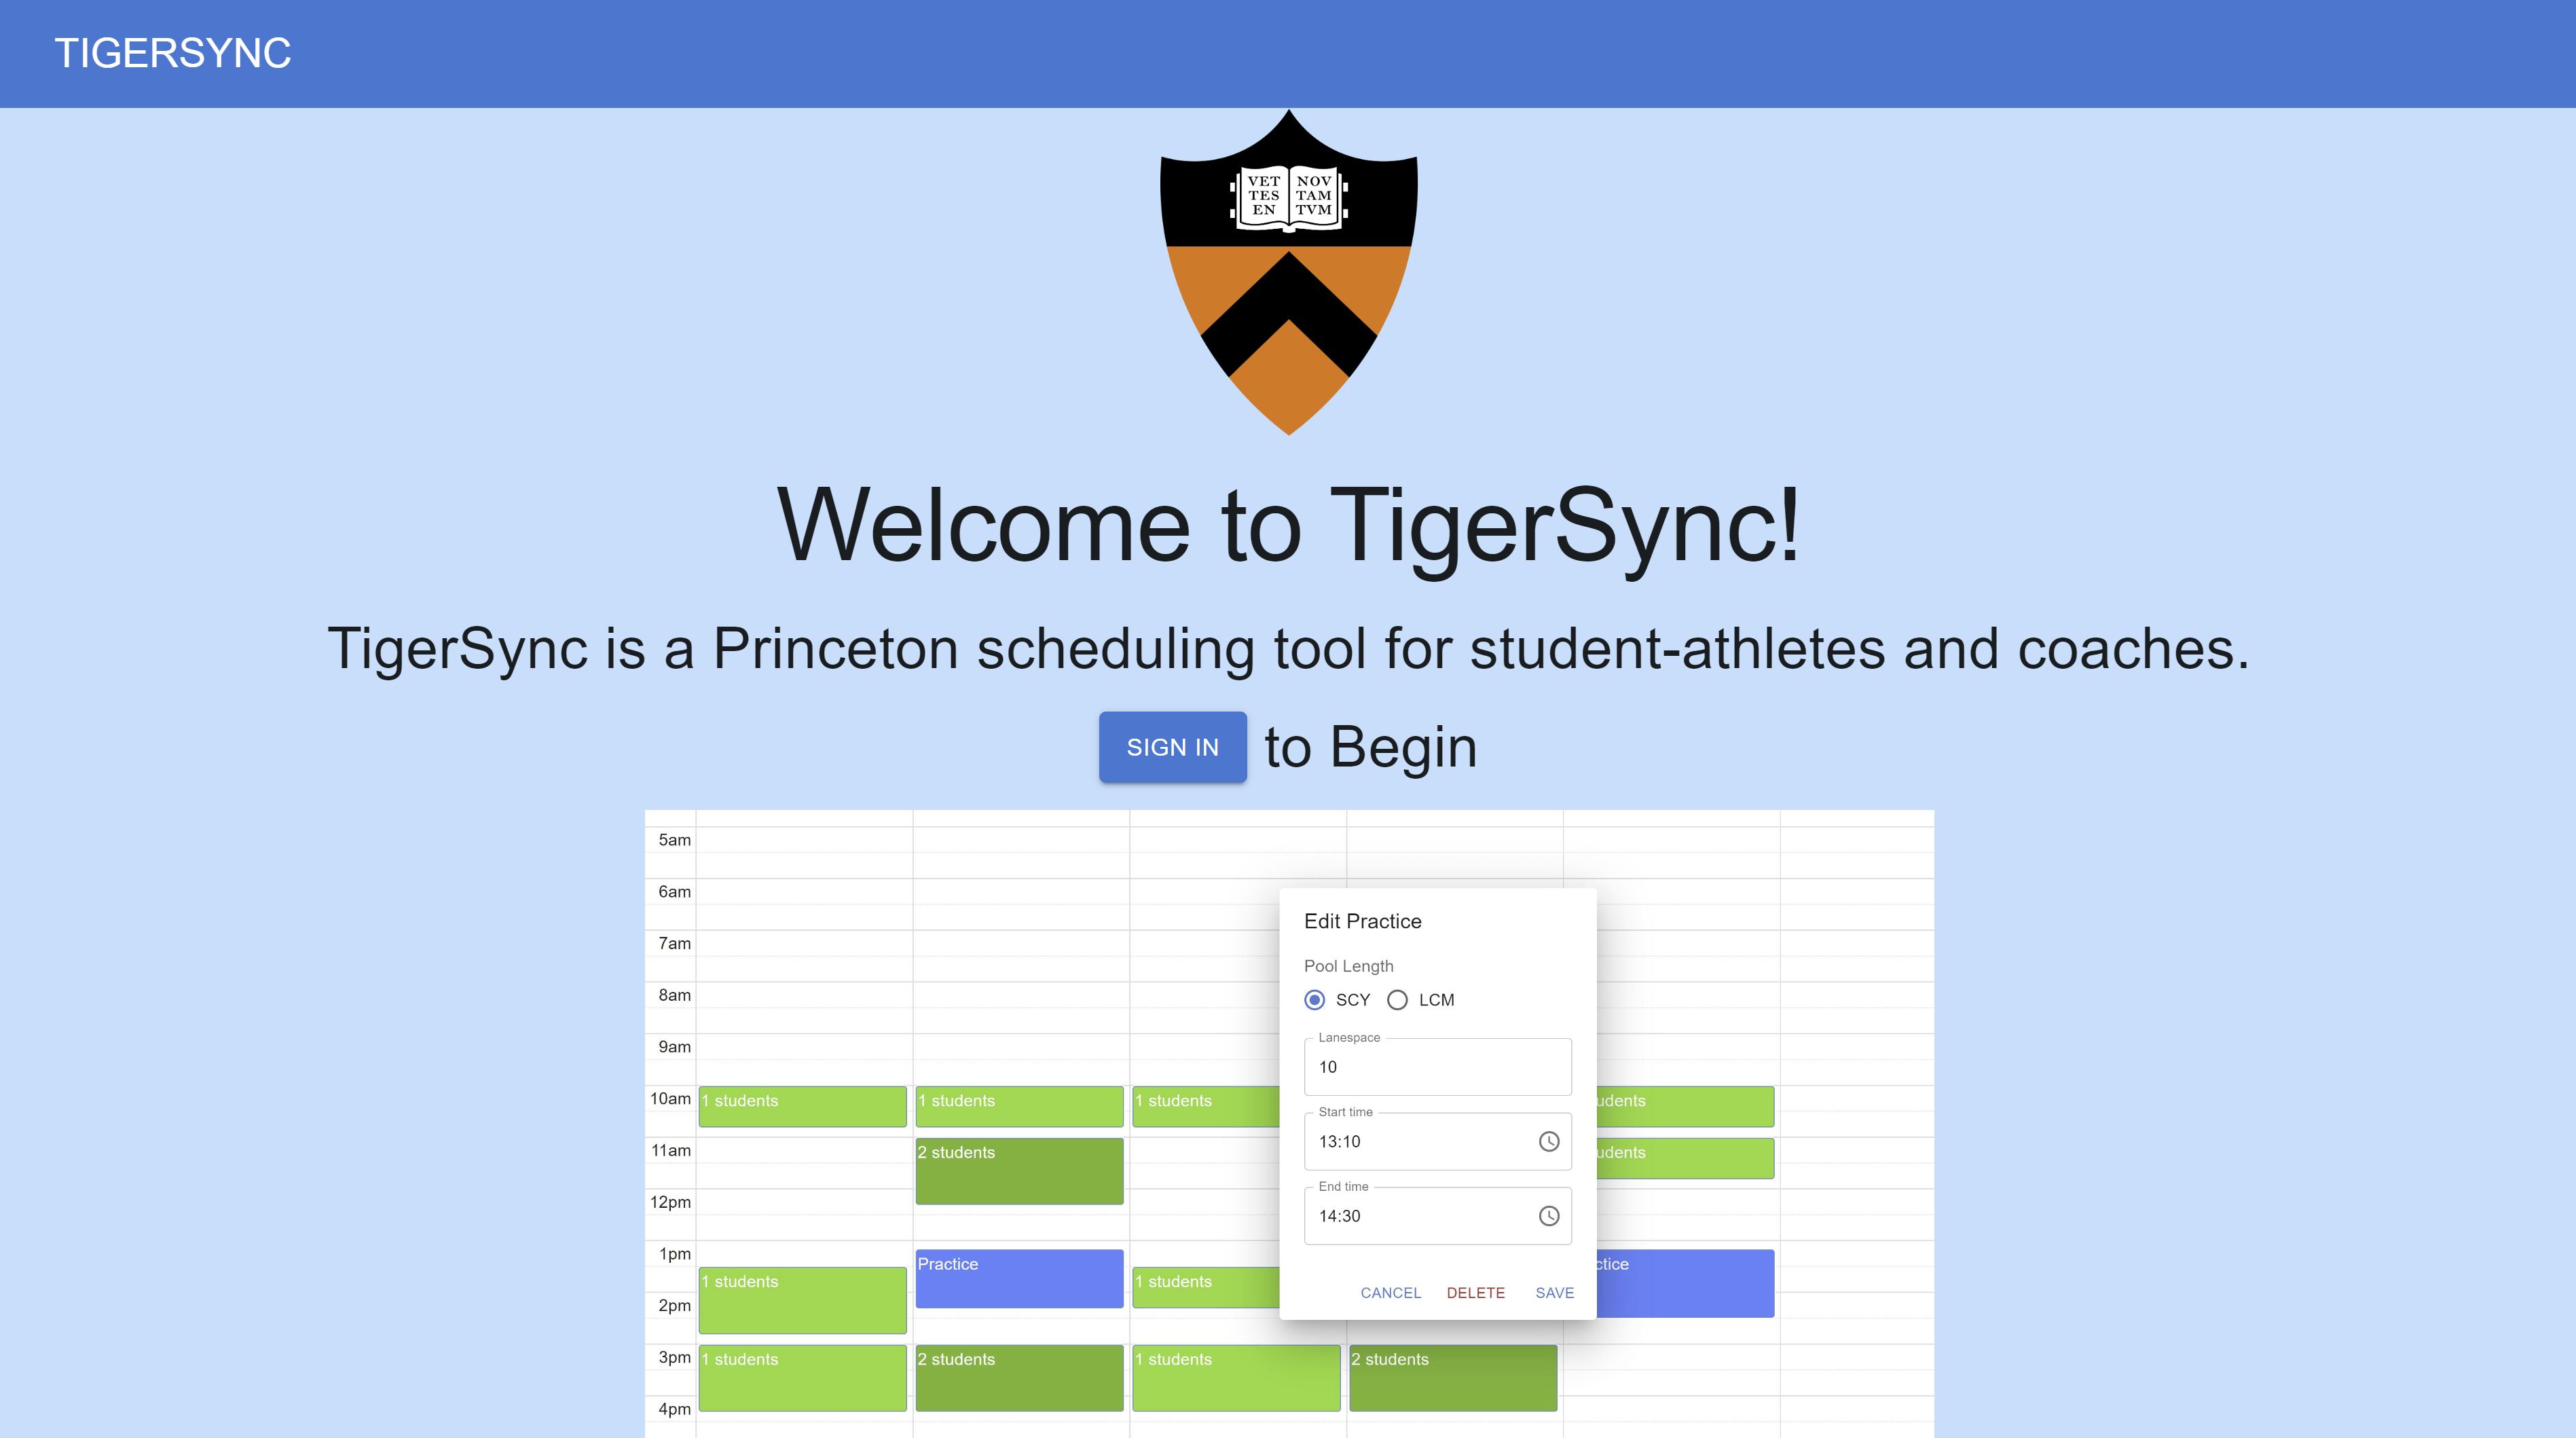 TIGERSYNC
VET NOV
TES TAM
EN TVM
Welcome to TigerSync!
TigerSync is a Princeton scheduling tool for student-athletes and coaches.
SIGN IN to Begin
5am
6am
7am
8am
9am
10am 1 students 1 students 1 students udents
11am 2 students udents
12pm
1pm Practice ctice
1 students 1 students
2pm
3pm 1 students 2 students 1 students 2 students
4pm
Edit Practice
Pool Length
SCY LCM
Lanespace
10
Start time
13:10
End time
14:30
CANCEL DELETE SAVE